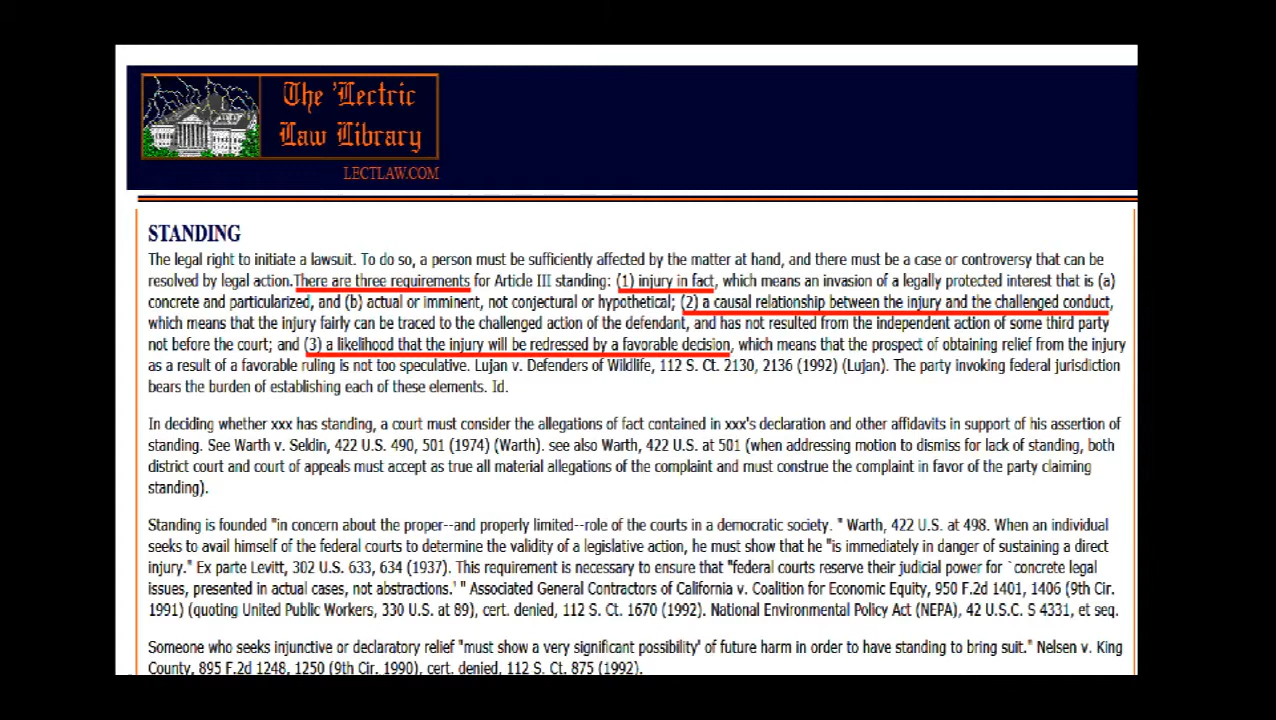 The 'Lectric
Law Library
LECTLAW.COM
STANDING
The legal right to initiate a lawsuit. To do so, a person must be sufficiently affected by the matter at hand, and there must be a case or controversy that can be
resolved by legal action.There are three requirements for Article III standing: (1) injury in fact, which means an invasion of a legally protected interest that is (a)
concrete and particularized, and (b) actual or imminent, not conjectural or hypothetical; (2) a causal relationship between the injury and the challenged conduct,
which means that the injury fairly can be traced to the challenged action of the defendant, and has not resulted from the independent action of some third party
not before the court; and (3) a likelihood that the injury will be redressed by a favorable decision, which means that the prospect of obtaining relief from the injury
as a result of a favorable ruling is not too speculative. Lujan v. Defenders of Wildlife, 112 S. Ct. 2130, 2136 (1992) (Lujan). The party invoking federal jurisdiction
bears the burden of establishing each of these elements. Id.
In deciding whether xxx has standing, a court must consider the allegations of fact contained in xxx's declaration and other affidavits in support of his assertion of
standing. See Warth v. Seldin, 422 U.S. 490, 501 (1974) (Warth). see also Warth, 422 U.S. at 501 (when addressing motion to dismiss for lack of standing, both
district court and court of appeals must accept as true all material allegations of the complaint and must construe the complaint in favor of the party claiming
standing).
Standing is founded "in concern about the proper--and properly limited--role of the courts in a democratic society. " Warth, 422 U.S. at 498. When an individual
seeks to avail himself of the federal courts to determine the validity of a legislative action, he must show that he "is immediately in danger of sustaining a direct
injury." Ex parte Levitt, 302 U.S. 633, 634 (1937). This requirement is necessary to ensure that "federal courts reserve their judicial power for `concrete legal
issues, presented in actual cases, not abstractions.' " Associated General Contractors of California v. Coalition for Economic Equity, 950 F.2d 1401, 1406 (9th Cir.
1991) (quoting United Public Workers, 330 U.S. at 89), cert. denied, 112 S. Ct. 1670 (1992). National Environmental Policy Act (NEPA), 42 U.S.C. S 4331, et seq.
Someone who seeks injunctive or declaratory relief "must show a very significant possibility' of future harm in order to have standing to bring suit." Nelsen v. King
County, 895 F.2d 1248, 1250 (9th Cir. 1990), cert. denied, 112 S. Ct. 875 (1992).